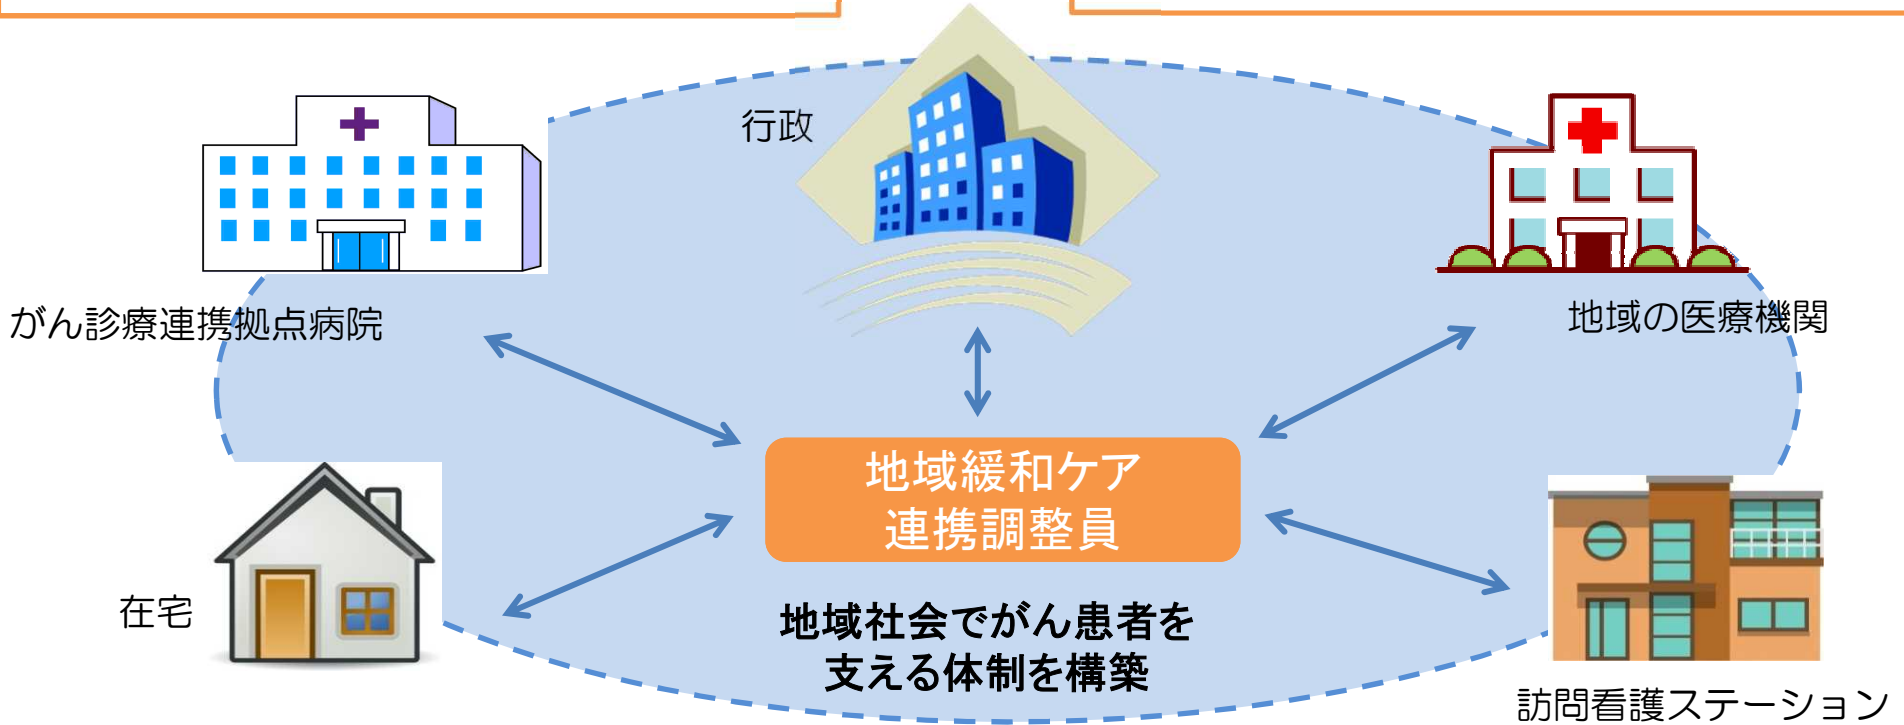 行政
がん診療連携拠点病院
地域の医療機関
地域緩和ケア
連携調整員
在宅
地域社会でがん患者を
支える体制を構築
訪問看護ステーション